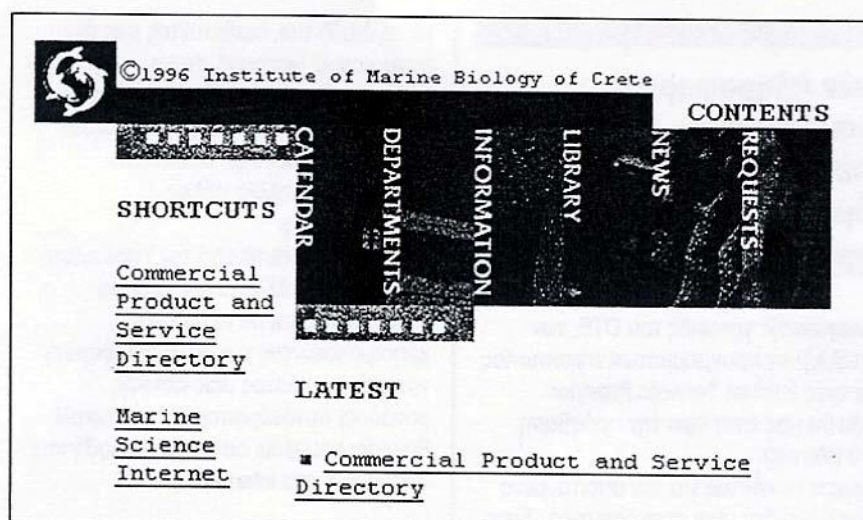 ©1996 Institute of Marine Biology of Crete
CONTENTS
CALENDAR
DEPARTMENTS
INFORMATION
LIBRARY
NEWS
REQUESTS
SHORTCUTS
Commercial
Product and
Service
Directory
Marine
Science
Internet
LATEST
Commercial Product and Service
Directory